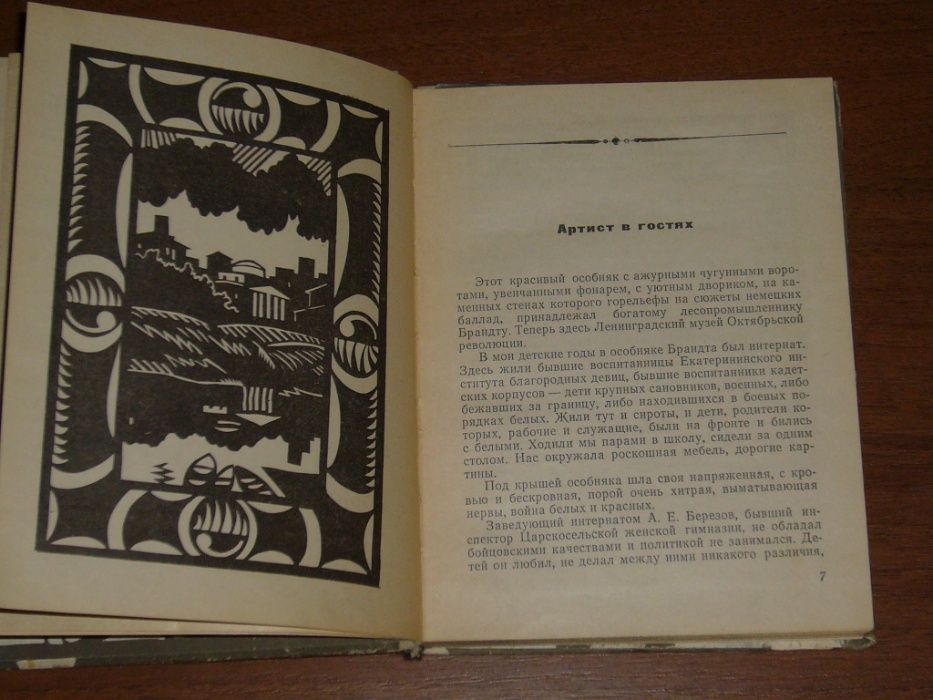 Артист в гостях
Этот красивый особняк с ажурными чугунными воро-
тами, увенчанными фонарем, с уютным двориком, на ка-
менных стенах которого горельефы на сюжеты немецких
баллад, принадлежал богатому лесопромышленнику
Брандту. Теперь здесь Ленинградский музей Октябрьской
революции.
В мои детские годы в особняке Брандта был интернат.
Здесь жили бывшие воспитанницы Екатерининского ин-
ститута благородных девиц, бывшие воспитанники кадет-
ских корпусов — дети крупных сановников, военных, либо
бежавших за границу, либо находившихся в боевых по-
рядках белых. Жили тут и сироты, и дети, родители ко-
торых, рабочие и служащие, были на фронте и бились
с белыми. Ходили мы парами в школу, сидели за одним
столом. Нас окружала роскошная мебель, дорогие кар-
тины.
Под крышей особняка шла своя напряженная, с кро-
вью и бескровная, порой очень хитрая, выматывающая
нервы, война белых и красных.
Заведующий интернатом А. Е. Березов, бывший ин-
спектор Царскосельской женской гимназии, не обладал
бойцовскими качествами и политикой не занимался. Де-
тей он любил, не делал между ними никакого различия,
7